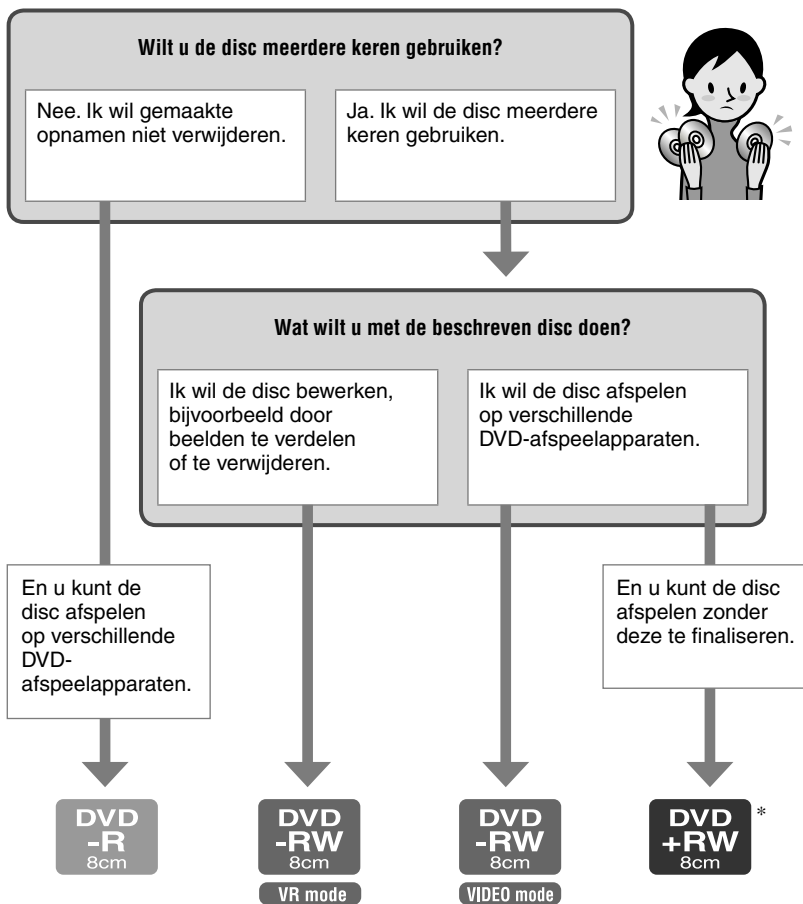 Wilt u de disc meerdere keren gebruiken?
Nee. Ik wil gemaakte
opnamen niet verwijderen.
Ja. Ik wil de disc meerdere
keren gebruiken.
Wat wilt u met de beschreven disc doen?
Ik wil de disc bewerken,
bijvoorbeeld door
beelden te verdelen
of te verwijderen.
Ik wil de disc afspelen
op verschillende
DVD-afspeelapparaten.
En u kunt de
disc afspelen
op verschillende
DVD-
afspeelapparaten.
En u kunt de disc
afspelen zonder
deze te finaliseren.
DVD
-R
8cm
DVD
-RW
8cm
VR mode
DVD
-RW
8cm
VIDEO mode
DVD
+RW
8cm
*